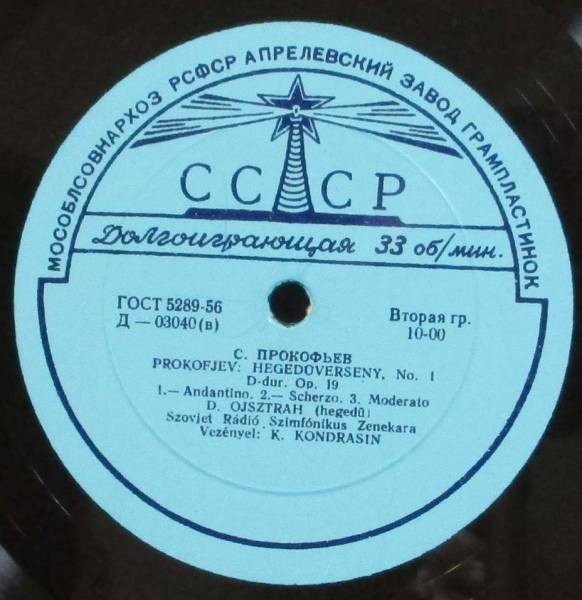 МОСОБЛСОВНАРХОЗ РСФСР АПРЕЛЕВСКИЙ ЗАВОД ГРАМПЛАСТИНОК
СССР
Долгоиграющая 33 об/мин.
ГОСТ 5289-56
Д — 03040 (в)
Вторая гр.
10-00
С. ПРОКОФЬЕВ
PROKOFJEV: HEGEDŰVERSENY, No. 1
D-dur. Op. 19
1.— Andantino. 2.— Scherzo. 3. Moderato
D. OJSZTRAH (hegedű)
Szovjet Rádió Szimfónikus Zenekara
Vezényel: K. KONDRASIN